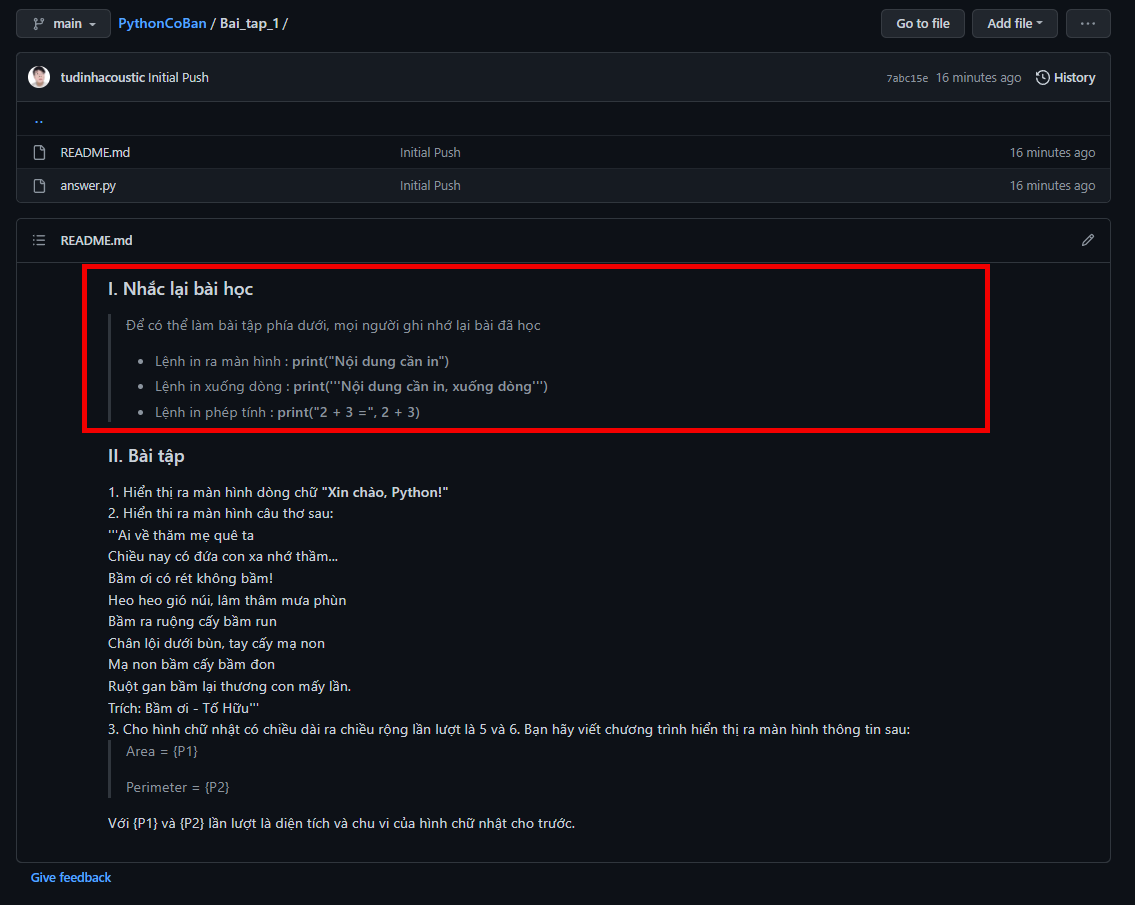 main
PythonCoBan / Bai_tap_1 /
Go to file
Add file
tudinhacoustic Initial Push
7abc15e 16 minutes ago
History
..
README.md Initial Push 16 minutes ago
answer.py Initial Push 16 minutes ago
README.md
I. Nhắc lại bài học
Để có thể làm bài tập phía dưới, mọi người ghi nhớ lại bài đã học
• Lệnh in ra màn hình : print("Nội dung cần in")
• Lệnh in xuống dòng : print('''Nội dung cần in, xuống dòng''')
• Lệnh in phép tính : print("2 + 3 =", 2 + 3)
II. Bài tập
1. Hiển thị ra màn hình dòng chữ "Xin chào, Python!"
2. Hiển thi ra màn hình câu thơ sau:
'''Ai về thăm mẹ quê ta
Chiều nay có đứa con xa nhớ thầm...
Bầm ơi có rét không bầm!
Heo heo gió núi, lâm thâm mưa phùn
Bầm ra ruộng cấy bầm run
Chân lội dưới bùn, tay cấy mạ non
Mạ non bầm cấy bầm đon
Ruột gan bầm lại thương con mấy lần.
Trích: Bầm ơi - Tố Hữu'''
3. Cho hình chữ nhật có chiều dài ra chiều rộng lần lượt là 5 và 6. Bạn hãy viết chương trình hiển thị ra màn hình thông tin sau:
Area = {P1}
Perimeter = {P2}
Với {P1} và {P2} lần lượt là diện tích và chu vi của hình chữ nhật cho trước.
Give feedback